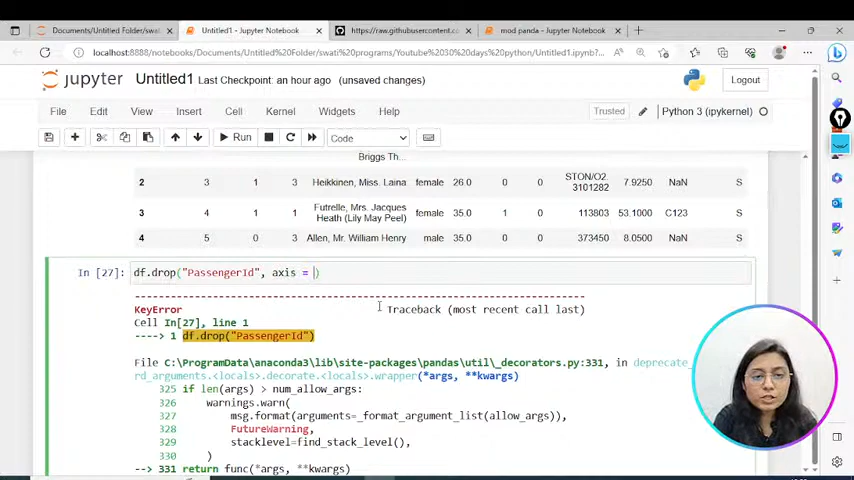 Documents/Untitled Folder/swati
Untitled1 - Jupyter Notebook
https://raw.githubusercontent.co
mod panda - Jupyter Notebook
localhost:8888/notebooks/Documents/Untitled%20Folder/swati%20programs/Youtube%2030%20days%20python/Untitled1.ipynb?...
jupyter Untitled1 Last Checkpoint: an hour ago (unsaved changes)
Logout
File Edit View Insert Cell Kernel Widgets Help
Trusted
Python 3 (ipykernel)
Run
Code
Briggs Th...
2 3 1 3 Heikkinen, Miss. Laina female 26.0 0 0 STON/O2. 3101282 7.9250 NaN S
3 4 1 1 Futrelle, Mrs. Jacques Heath (Lily May Peel) female 35.0 1 0 113803 53.1000 C123 S
4 5 0 3 Allen, Mr. William Henry male 35.0 0 0 373450 8.0500 NaN S
In [27]: df.drop("PassengerId", axis = )
KeyError Traceback (most recent call last)
Cell In[27], line 1
----> 1 df.drop("PassengerId")
File C:\ProgramData\anaconda3\lib\site-packages\pandas\util\_decorators.py:331, in deprecate_
rd_arguments.<locals>.decorate.<locals>.wrapper(*args, **kwargs)
325 if len(args) > num_allow_args:
326 warnings.warn(
327 msg.format(arguments=_format_argument_list(allow_args)),
328 FutureWarning,
329 stacklevel=find_stack_level(),
330 )
--> 331 return func(*args, **kwargs)